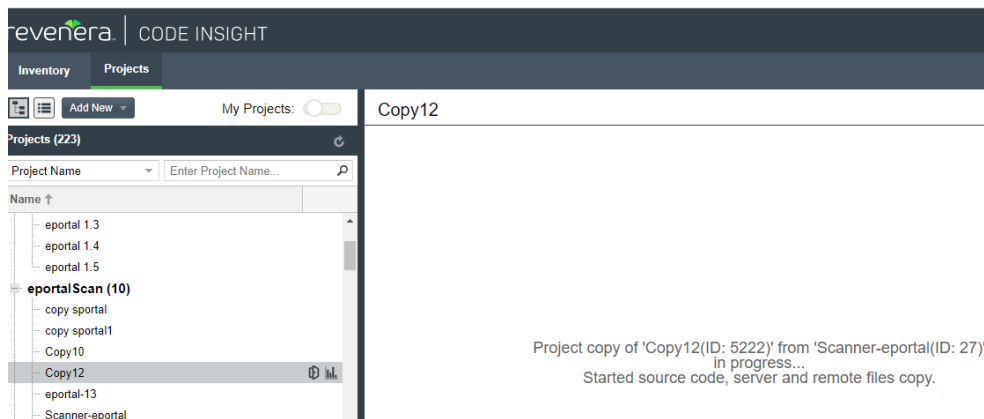 revenera. CODE INSIGHT
Inventory Projects
Add New My Projects:
Copy12
Projects (223)
Project Name Enter Project Name...
Name
eportal 1.3
eportal 1.4
eportal 1.5
eportalScan (10)
copy sportal
copy sportal1
Copy10
Copy12
eportal-13
Scanner-eportal
Project copy of 'Copy12(ID: 5222)' from 'Scanner-eportal(ID: 27)'
in progress...
Started source code, server and remote files copy.